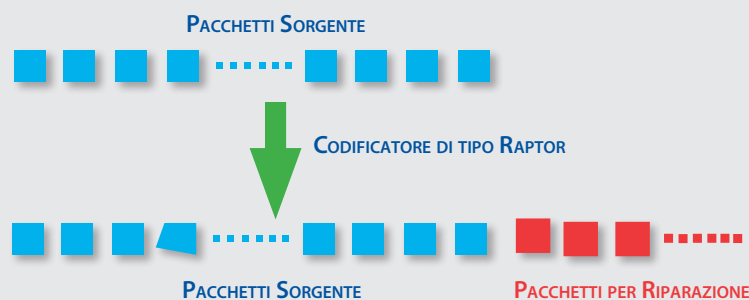 Pacchetti Sorgente
Codificatore di tipo Raptor
Pacchetti Sorgente
Pacchetti per Riparazione